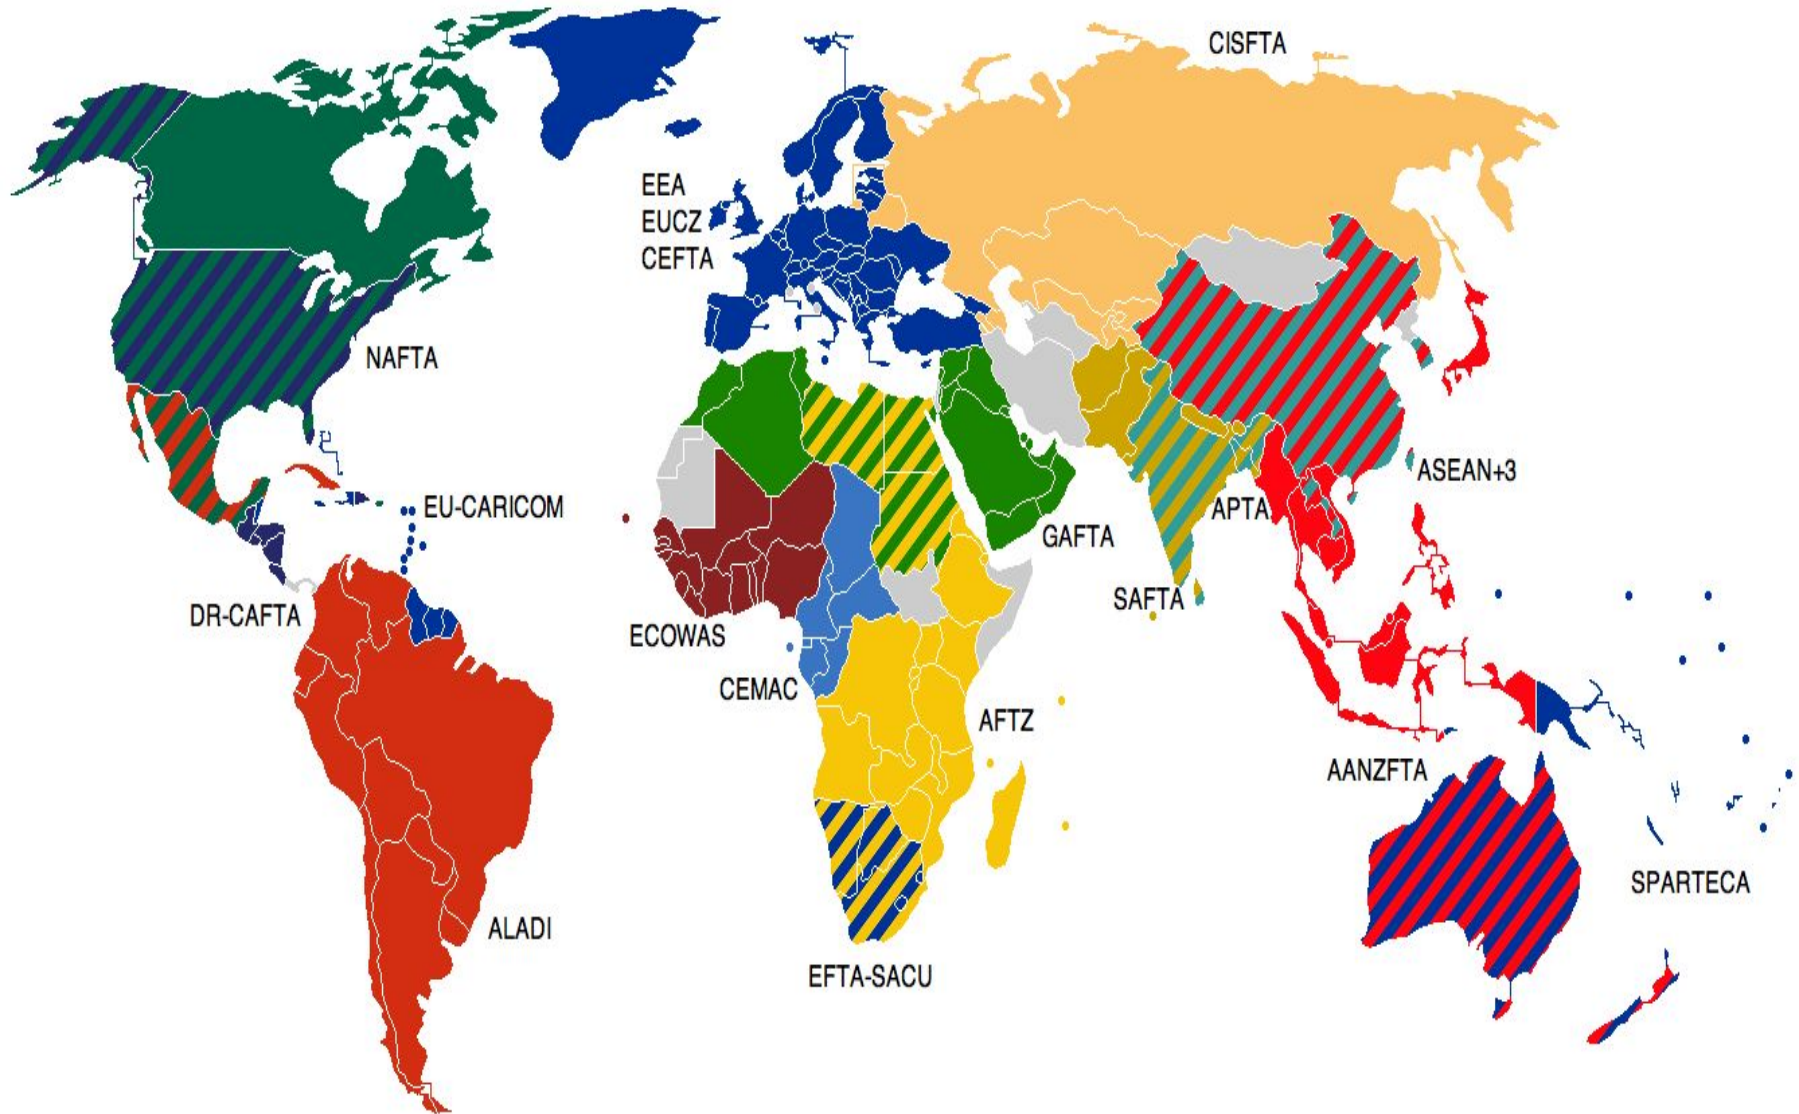 CISFTA
EEA
EUCZ
CEFTA
NAFTA
ASEAN+3
EU-CARICOM
APTA
GAFTA
SAFTA
DR-CAFTA
ECOWAS
CEMAC
AFTZ
AANZFTA
SPARTECA
ALADI
EFTA-SACU